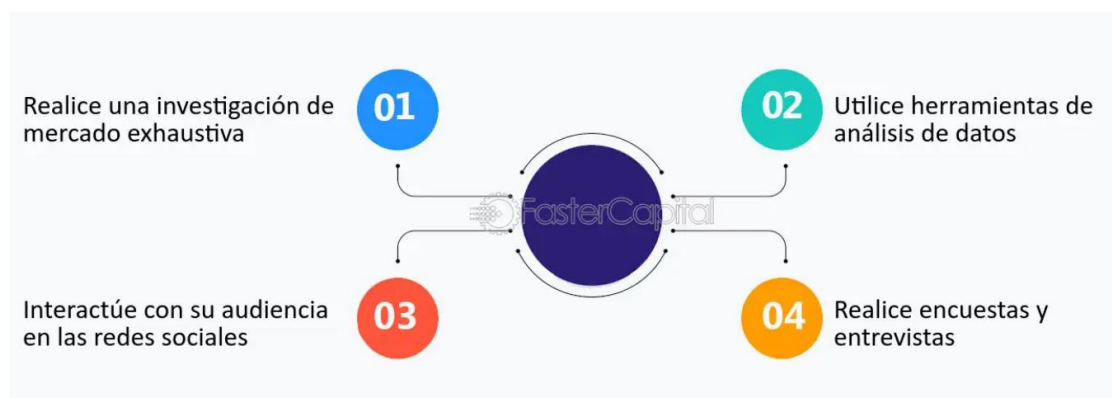 01
Realice una investigación de
mercado exhaustiva
02
Utilice herramientas de
análisis de datos
FasterCapital
03
Interactúe con su audiencia
en las redes sociales
04
Realice encuestas y
entrevistas